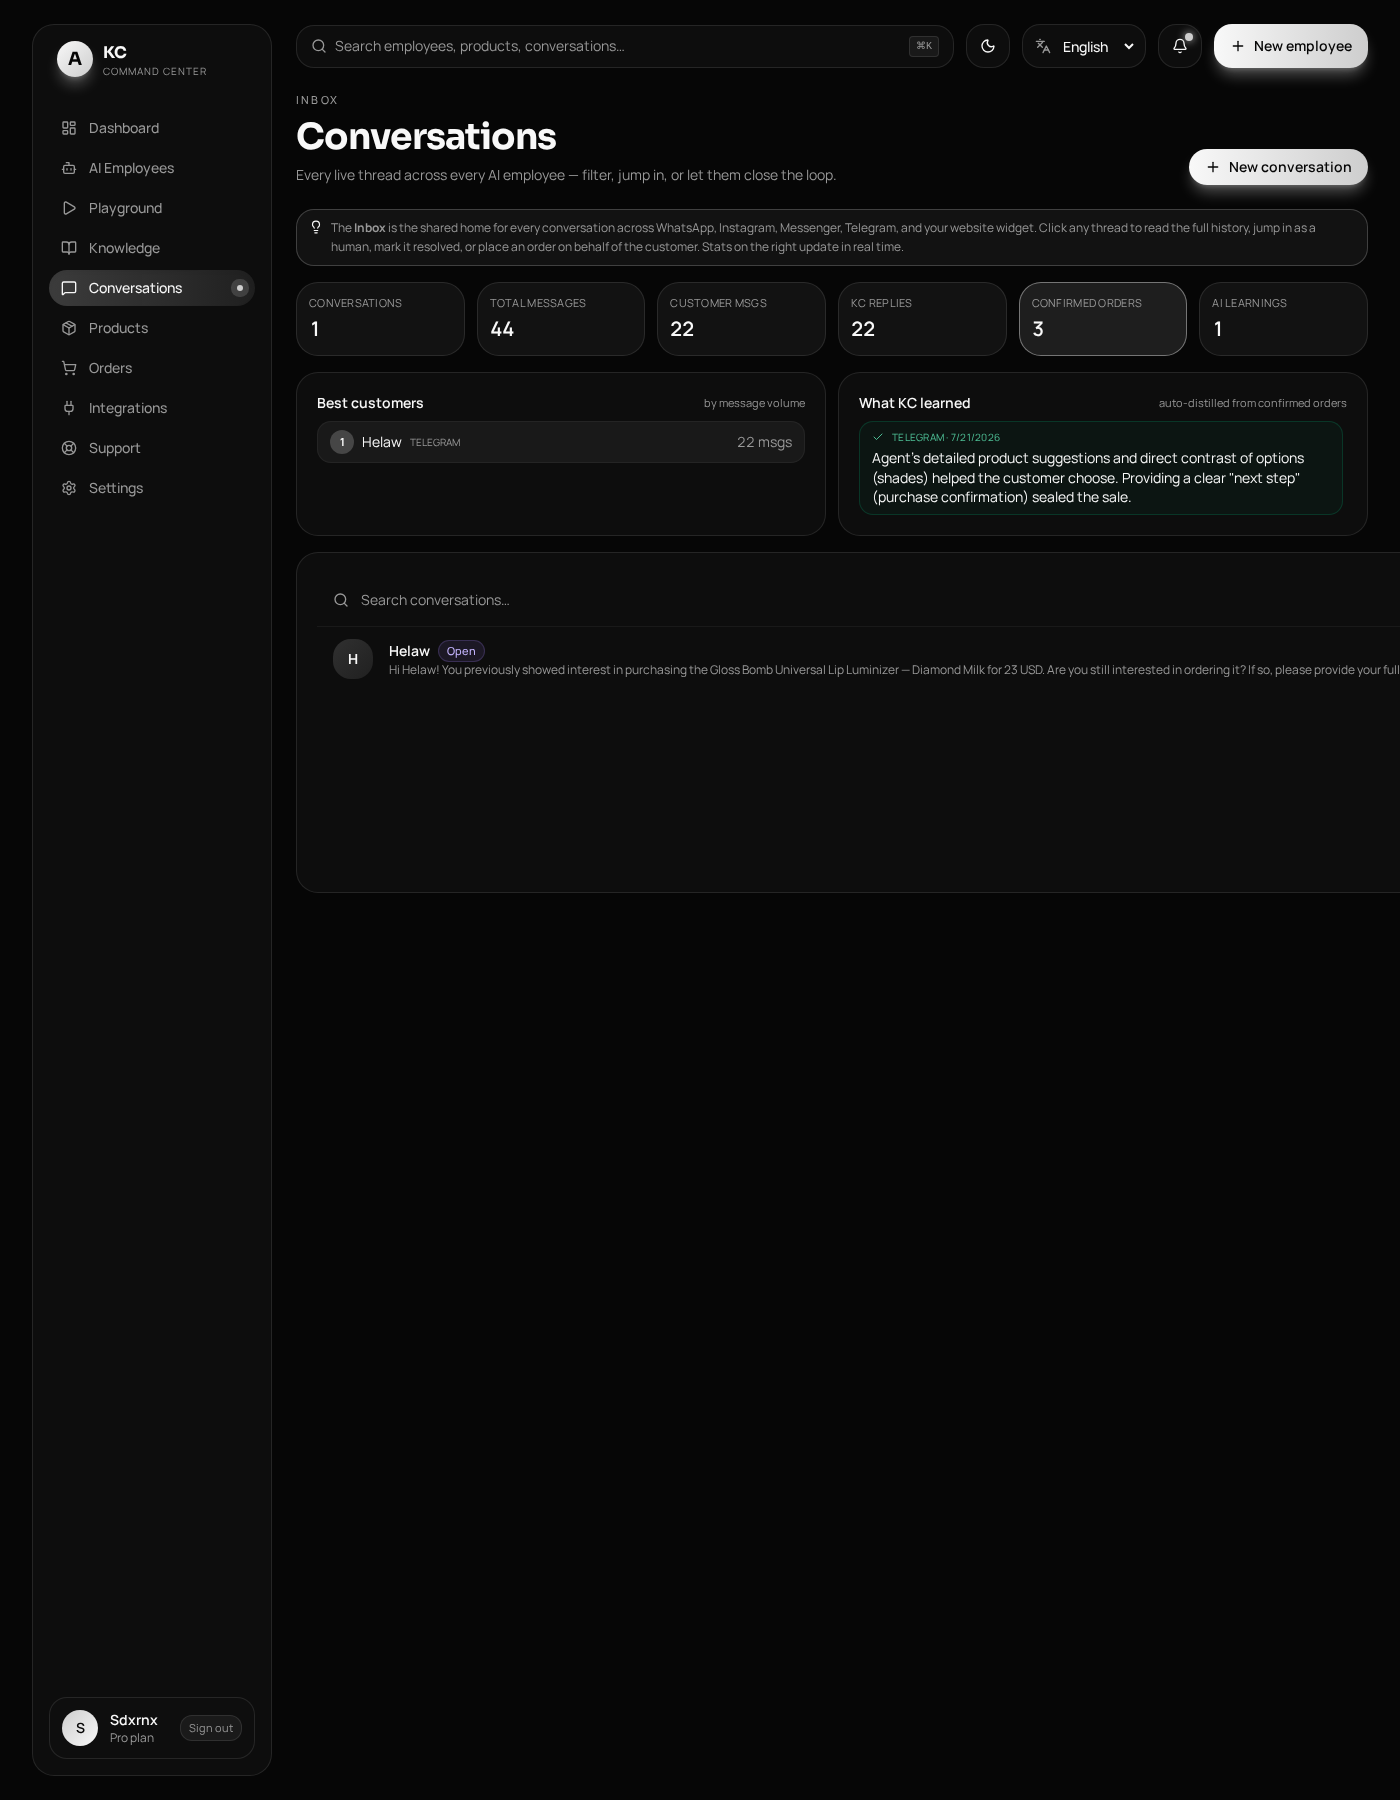 A
KC
COMMAND CENTER
Dashboard
AI Employees
Playground
Knowledge
Conversations
Products
Orders
Integrations
Support
Settings
S
Sdxrnx
Pro plan
Sign out
Search employees, products, conversations…
⌘K
English
New employee
INBOX
Conversations
Every live thread across every AI employee — filter, jump in, or let them close the loop.
New conversation
The Inbox is the shared home for every conversation across WhatsApp, Instagram, Messenger, Telegram, and your website widget. Click any thread to read the full history, jump in as a
human, mark it resolved, or place an order on behalf of the customer. Stats on the right update in real time.
CONVERSATIONS
1
TOTAL MESSAGES
44
CUSTOMER MSGS
22
KC REPLIES
22
CONFIRMED ORDERS
3
AI LEARNINGS
1
Best customers
by message volume
1 Helaw TELEGRAM 22 msgs
What KC learned
auto-distilled from confirmed orders
TELEGRAM · 7/21/2026
Agent's detailed product suggestions and direct contrast of options
(shades) helped the customer choose. Providing a clear "next step"
(purchase confirmation) sealed the sale.
Search conversations…
H
Helaw Open
Hi Helaw! You previously showed interest in purchasing the Gloss Bomb Universal Lip Luminizer — Diamond Milk for 23 USD. Are you still interested in ordering it? If so, please provide your full